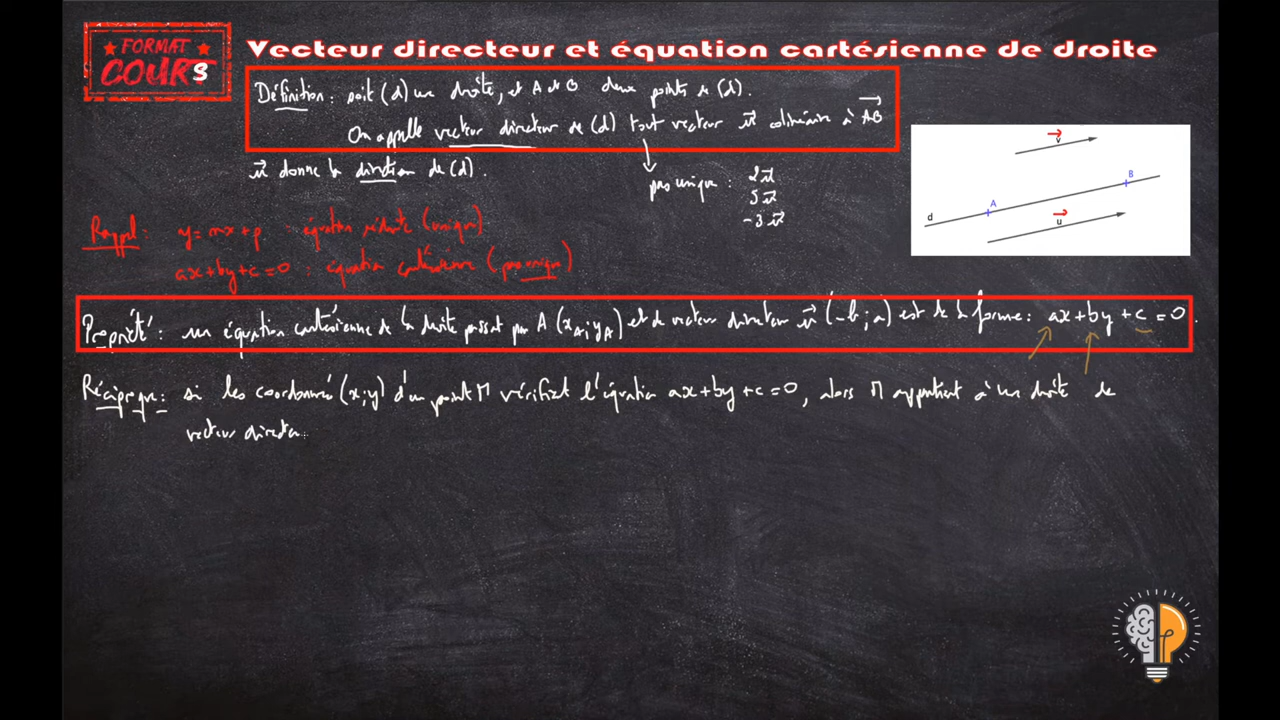 FORMAT
COURS
Vecteur directeur et équation cartésienne de droite
Définition : soit (d) une droite, et A et B deux points de (d).
On appelle vecteur directeur de (d) tout vecteur u colinéaire à AB
u donne la direction de (d).
pas unique : 2u
5u
-3u
v
B
A
d
u
Rappel : y = mx + p : équation réduite (unique)
ax + by + c = 0 : équation cartésienne (pas unique)
Propriété : une équation cartésienne de la droite passant par A (xA ; yA) et de vecteur directeur u (-b ; a) est de la forme : ax + by + c = 0.
Réciproque : si les coordonnées (x ; y) d'un point M vérifient l'équation ax + by + c = 0, alors M appartient à une droite de
vecteur directeu